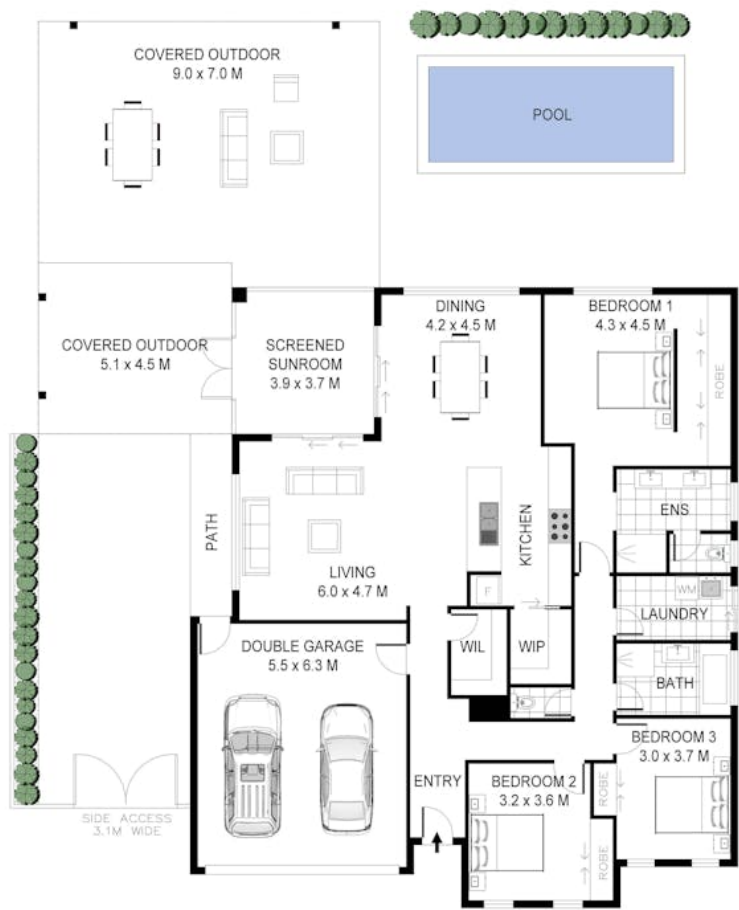 COVERED OUTDOOR
9.0 x 7.0 M
POOL
COVERED OUTDOOR
5.1 x 4.5 M
SCREENED
SUNROOM
3.9 x 3.7 M
DINING
4.2 x 4.5 M
BEDROOM 1
4.3 x 4.5 M
ROBE
PATH
LIVING
6.0 x 4.7 M
KITCHEN
F
ENS
WM
LAUNDRY
WIL
WIP
BATH
DOUBLE GARAGE
5.5 x 6.3 M
SIDE ACCESS
3.1M WIDE
ENTRY
BEDROOM 2
3.2 x 3.6 M
ROBE
ROBE
BEDROOM 3
3.0 x 3.7 M